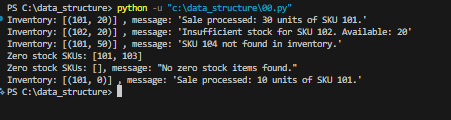 PS C:\data_structure> python -u "c:\data_structure\00.py"
Inventory: [(101, 20)] , message: 'Sale processed: 30 units of SKU 101.'
Inventory: [(102, 20)] , message: 'Insufficient stock for SKU 102. Available: 20'
Inventory: [(101, 50)] , message: 'SKU 104 not found in inventory.'
Zero stock SKUs: [101, 103]
Zero stock SKUs: [], message: "No zero stock items found."
Inventory: [(101, 0)] , message: 'Sale processed: 10 units of SKU 101.'
PS C:\data_structure>